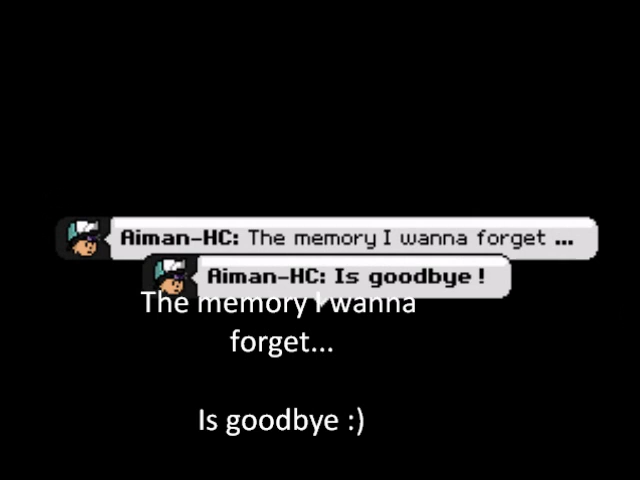 Aiman-HC: The memory I wanna forget ...
Aiman-HC: Is goodbye !
The memory I wanna
forget...
Is goodbye :)